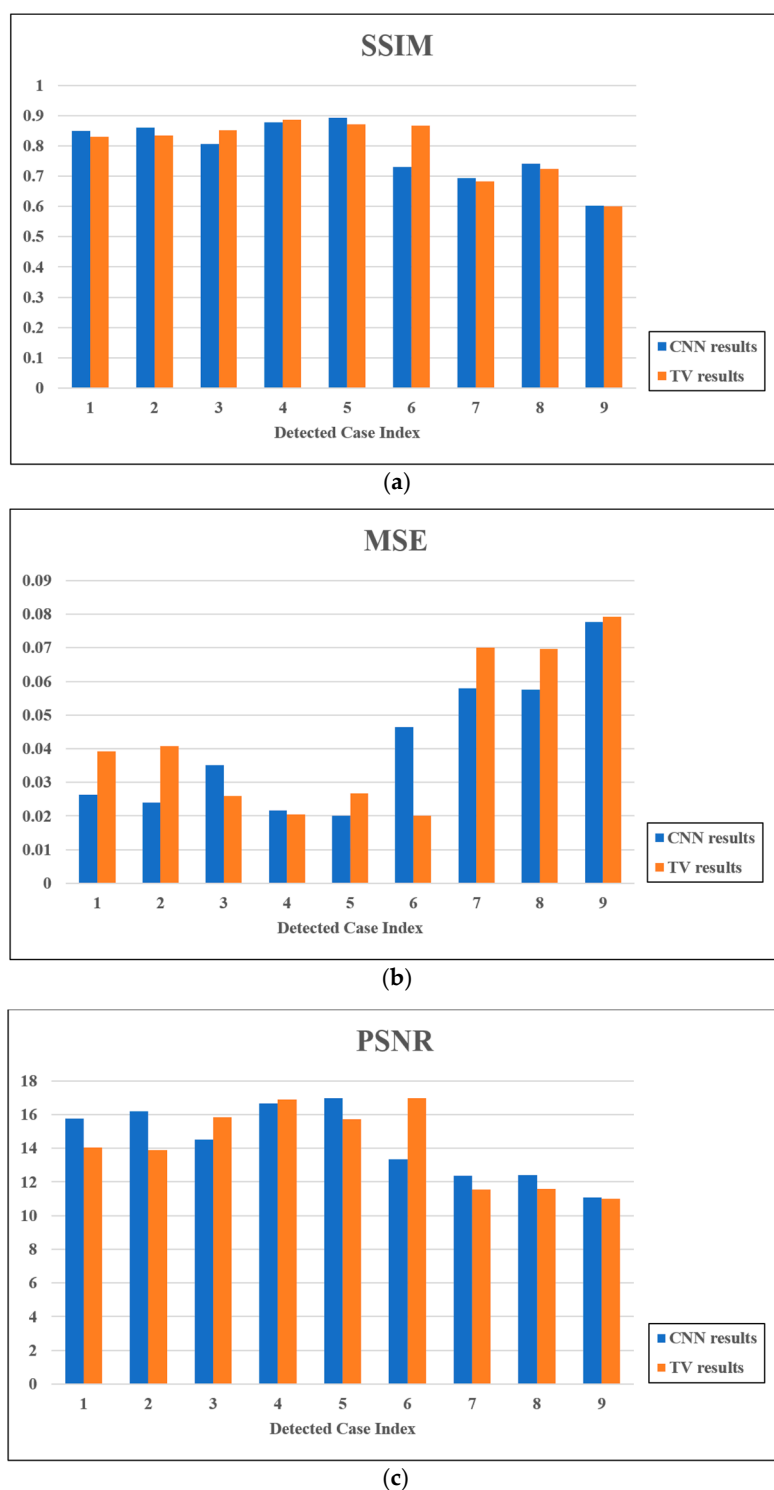 SSIM
1
0.9
0.8
0.7
0.6
0.5
0.4
0.3
0.2
0.1
0
1 2 3 4 5 6 7 8 9
Detected Case Index
CNN results
TV results
(a)
MSE
0.09
0.08
0.07
0.06
0.05
0.04
0.03
0.02
0.01
0
1 2 3 4 5 6 7 8 9
Detected Case Index
CNN results
TV results
(b)
PSNR
18
16
14
12
10
8
6
4
2
0
1 2 3 4 5 6 7 8 9
Detected Case Index
CNN results
TV results
(c)